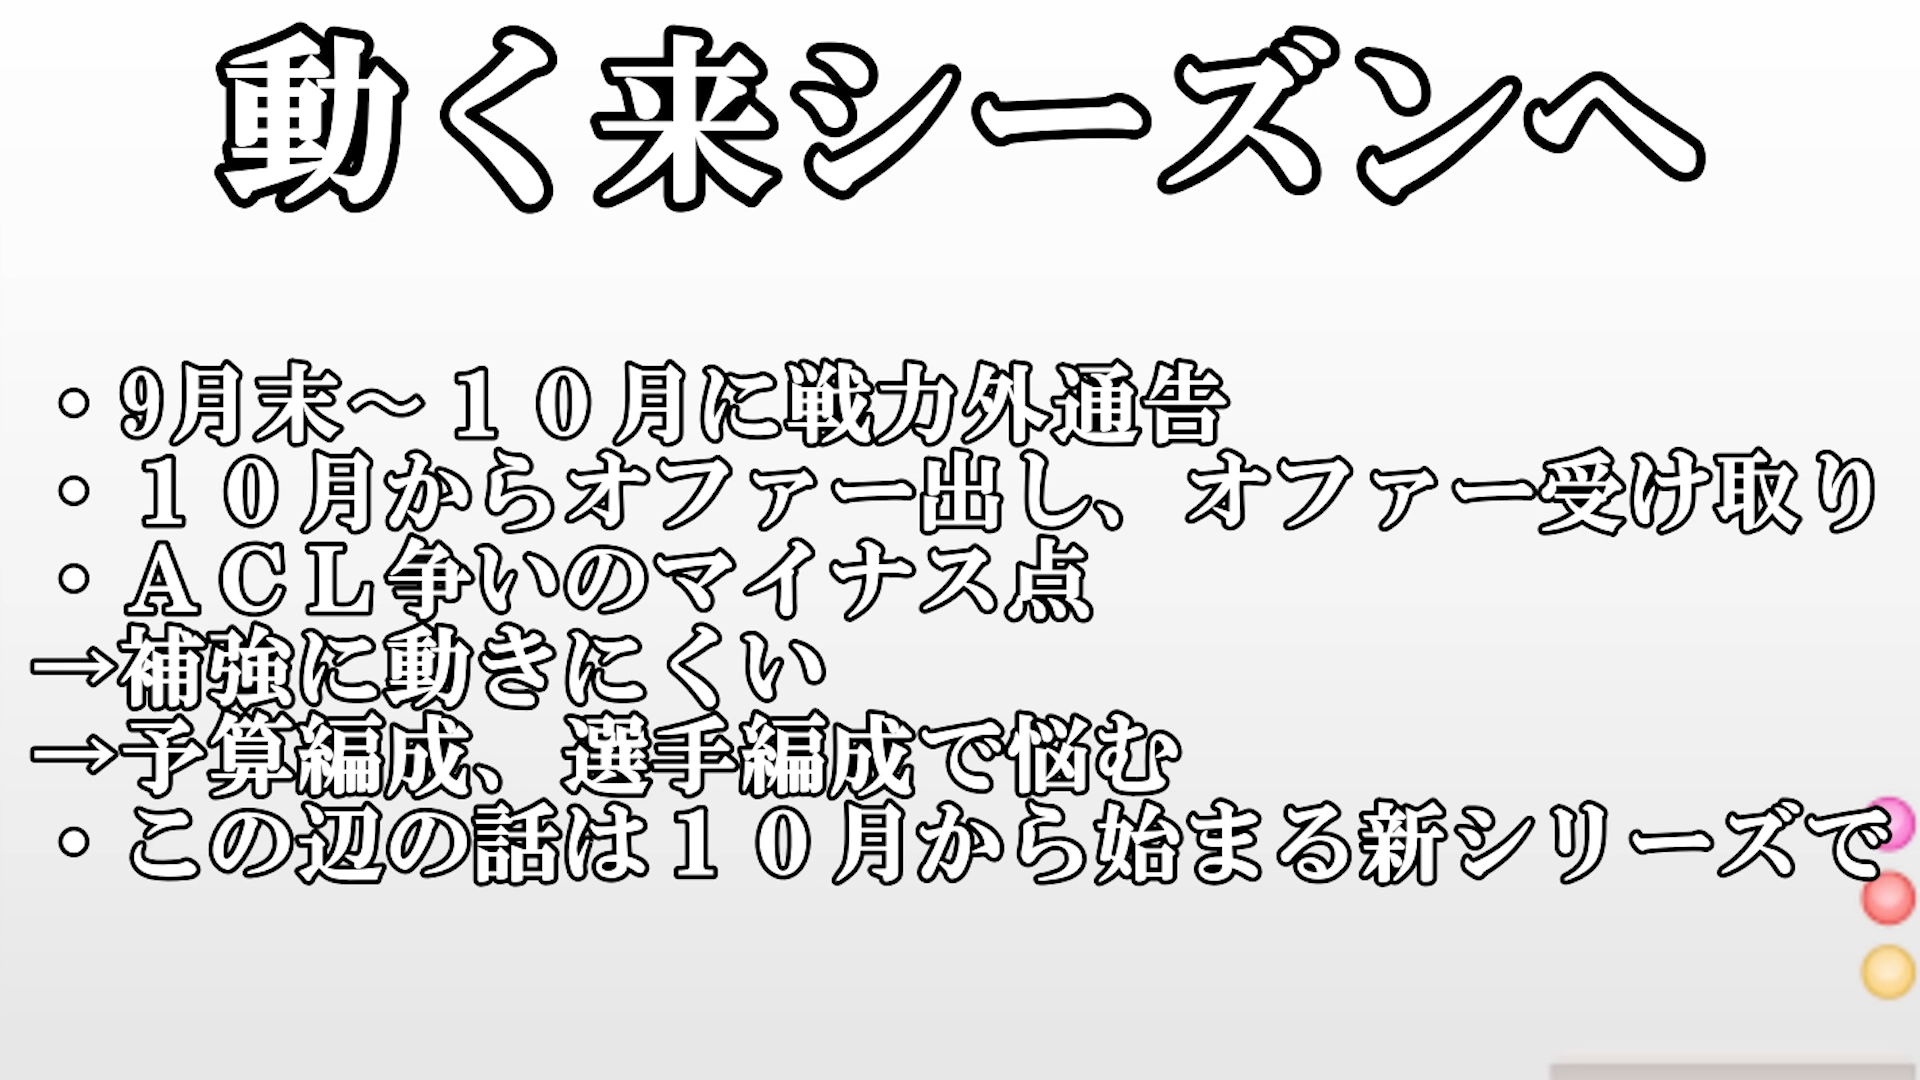 動く来シーズンへ
・9月末～１０月に戦力外通告
・１０月からオファー出し、オファー受け取り
・ＡＣＬ争いのマイナス点
→補強に動きにくい
→予算編成、選手編成で悩む
・この辺の話は１０月から始まる新シリーズで